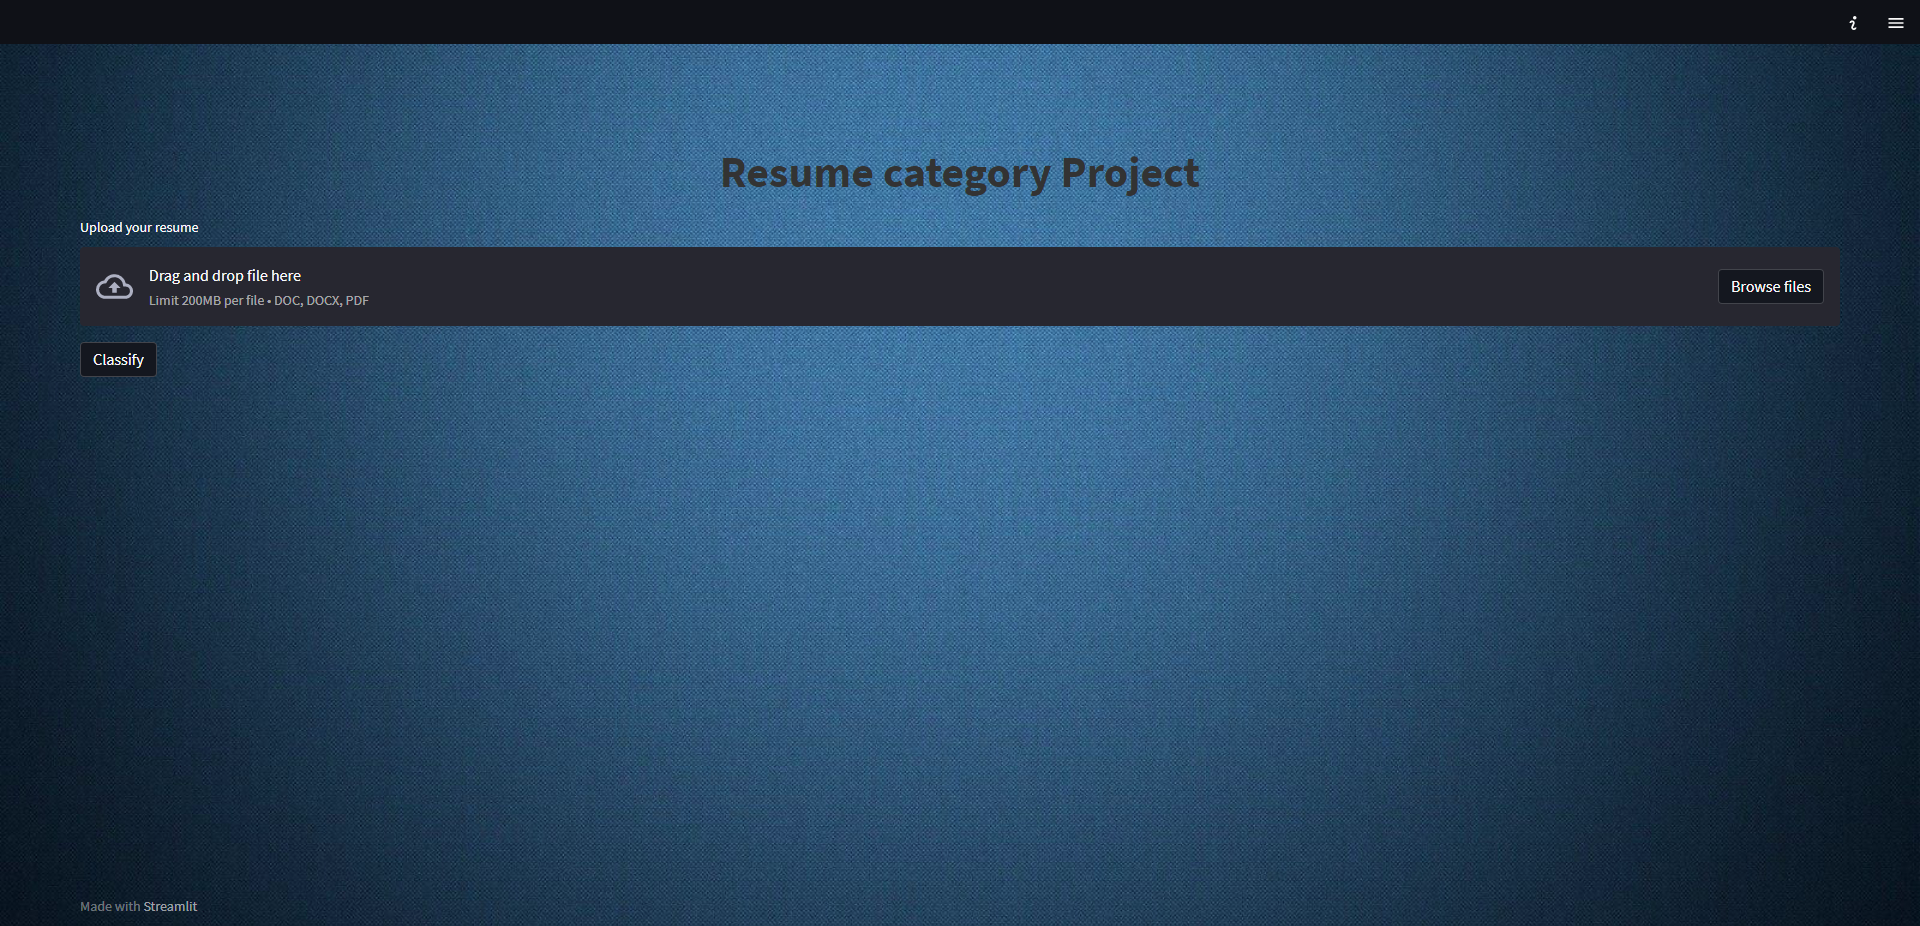 Resume category Project
Upload your resume
Drag and drop file here
Limit 200MB per file • DOC, DOCX, PDF
Browse files
Classify
Made with Streamlit